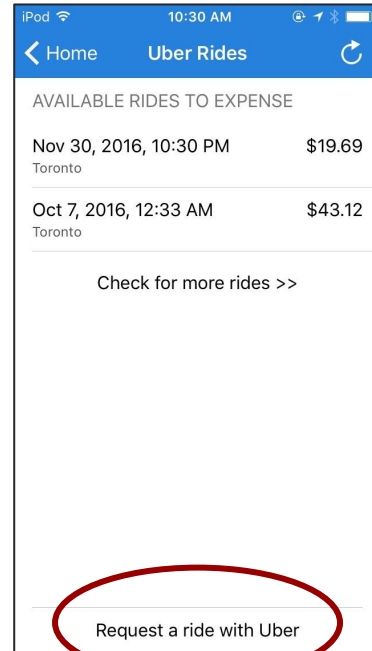 iPod 10:30 AM
Home Uber Rides
AVAILABLE RIDES TO EXPENSE
Nov 30, 2016, 10:30 PM $19.69
Toronto
Oct 7, 2016, 12:33 AM $43.12
Toronto
Check for more rides >>
Request a ride with Uber